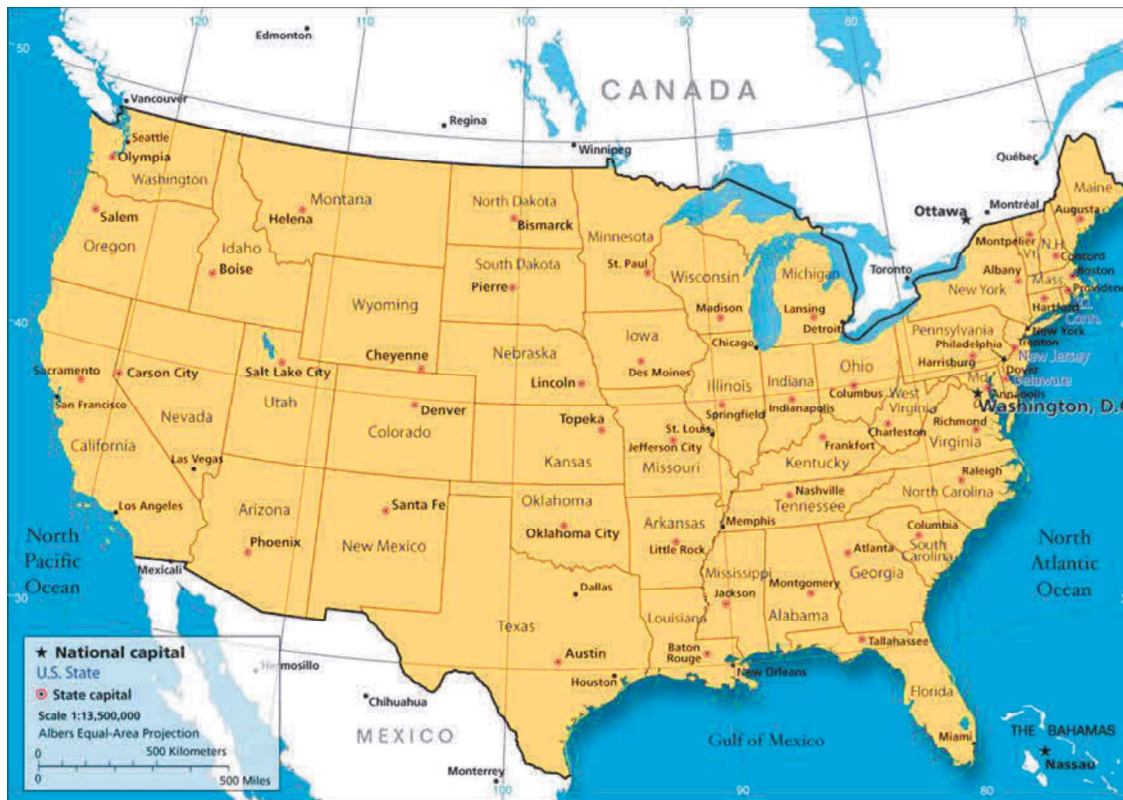 120
110
100
90
80
70
50
Edmonton
CANADA
Vancouver
Regina
Winnipeg
Seattle
Olympia
Washington
Québec
Maine
Montana
Helena
North Dakota
Bismarck
Minnesota
Ottawa
Montréal
Augusta
Salem
Oregon
Idaho
Boise
South Dakota
Pierre
St. Paul
Wisconsin
Michigan
Toronto
Montpelier
Vt.
N.H.
Concord
Albany
Boston
Mass.
Providence
New York
Hartford
Conn.
Wyoming
Madison
Lansing
Detroit
40
Iowa
Chicago
Pennsylvania
New York
Philadelphia
Trenton
Harrisburg
New Jersey
Cheyenne
Nebraska
Des Moines
Ohio
Sacramento
Carson City
Salt Lake City
Lincoln
Illinois
Indiana
Columbus
Md.
Dover
Delaware
Annapolis
San Francisco
Nevada
Utah
Denver
Topeka
Springfield
Indianapolis
West
Virginia
Washington, D.C
California
Colorado
St. Louis
Jefferson City
Frankfort
Charleston
Richmond
Virginia
Las Vegas
Kansas
Missouri
Kentucky
Raleigh
Los Angeles
Arizona
Santa Fe
Oklahoma
Nashville
Tennessee
North Carolina
North
Pacific
Ocean
Phoenix
New Mexico
Oklahoma City
Arkansas
Little Rock
Memphis
Columbia
South
Carolina
Atlanta
Georgia
North
Atlantic
Ocean
Mexicali
30
Dallas
Mississippi
Jackson
Montgomery
Alabama
Texas
Louisiana
Baton
Rouge
Tallahassee
Austin
Houston
New Orleans
Hermosillo
Chihuahua
MEXICO
Monterrey
Gulf of Mexico
Florida
Miami
THE BAHAMAS
Nassau
National capital
U.S. State
State capital
Scale 1:13,500,000
Albers Equal-Area Projection
0 500 Kilometers
0 500 Miles
100
90
80